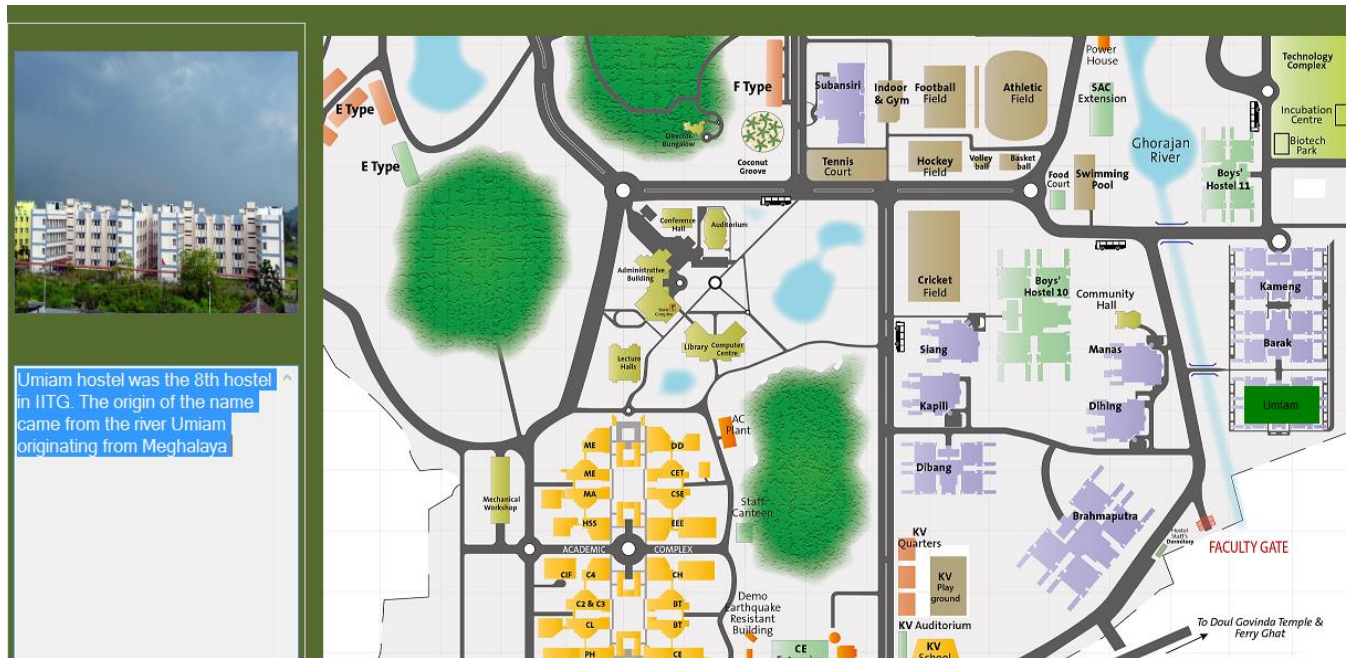 Umiam hostel was the 8th hostel
in IITG. The origin of the name
came from the river Umiam
originating from Meghalaya
E Type
E Type
F Type
Director
Bungalow
Coconut
Groove
Subansiri
Indoor
& Gym
Football
Field
Athletic
Field
Tennis
Court
Hockey
Field
Volley
ball
Basket
ball
Power
House
SAC
Extension
Food
Court
Swimming
Pool
Ghorajan
River
Boys'
Hostel 11
Technology
Complex
Incubation
Centre
Biotech
Park
Conference
Hall
Auditorium
Administrative
Building
Library
Computer
Centre
Lecture
Halls
Cricket
Field
Boys'
Hostel 10
Community
Hall
Siang
Manas
Kapili
Dihing
Dibang
Brahmaputra
Kameng
Barak
Umiam
Hostel
Staff's
Dormitory
FACULTY GATE
To Doul Govinda Temple &
Ferry Ghat
AC
Plant
Mechanical
Workshop
Staff
Canteen
ME
DD
ME
CET
MA
CSE
HSS
EEE
ACADEMIC COMPLEX
CIF
C4
CH
C2 & C3
BT
CL
BT
PH
CE
Demo
Earthquake
Resistant
Building
CE
KV
Quarters
KV
Play
ground
KV Auditorium
KV
School